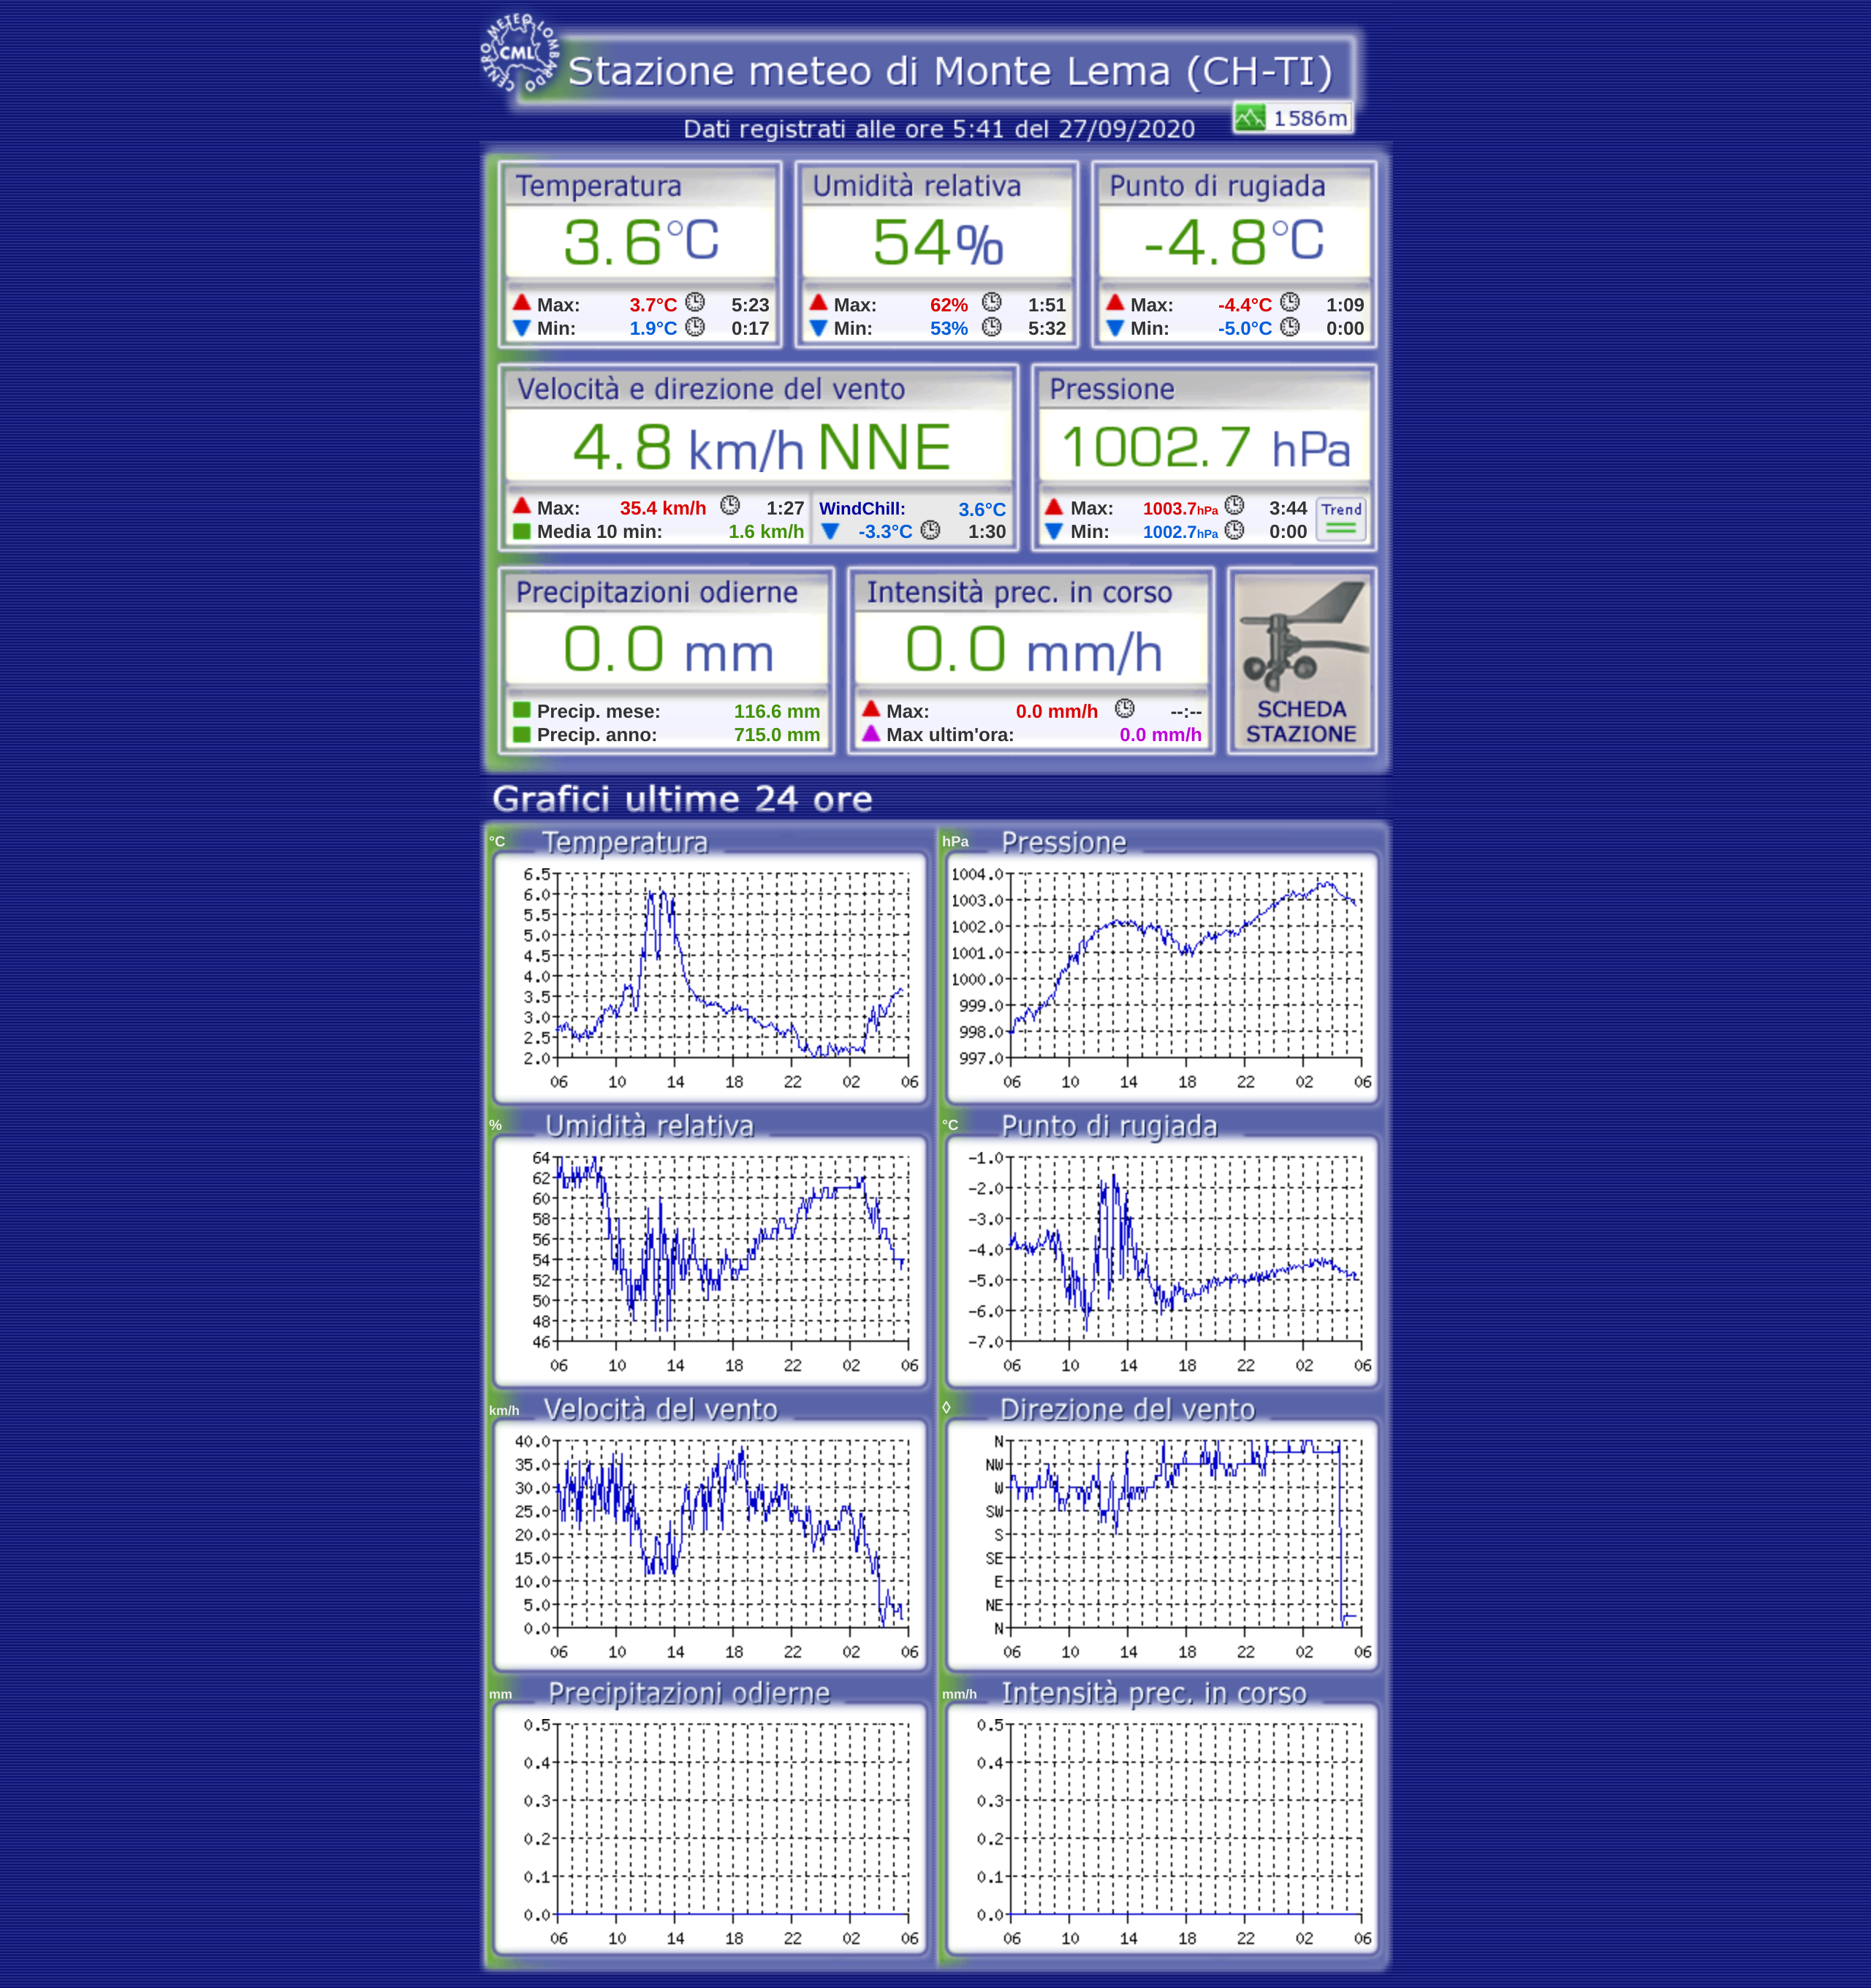 CENTRO METEO LOMBARDO
CML
Stazione meteo di Monte Lema (CH-TI)
1586m
Dati registrati alle ore 5:41 del 27/09/2020
Temperatura
3.6°C
Max: 3.7°C 5:23
Min: 1.9°C 0:17
Umidità relativa
54%
Max: 62% 1:51
Min: 53% 5:32
Punto di rugiada
-4.8°C
Max: -4.4°C 1:09
Min: -5.0°C 0:00
Velocità e direzione del vento
4.8 km/h NNE
Max: 35.4 km/h 1:27
Media 10 min: 1.6 km/h
WindChill: 3.6°C
-3.3°C 1:30
Pressione
1002.7 hPa
Max: 1003.7hPa 3:44
Min: 1002.7hPa 0:00
Trend
Precipitazioni odierne
0.0 mm
Precip. mese: 116.6 mm
Precip. anno: 715.0 mm
Intensità prec. in corso
0.0 mm/h
Max: 0.0 mm/h --:--
Max ultim'ora: 0.0 mm/h
SCHEDA
STAZIONE
Grafici ultime 24 ore
°C Temperatura
6.5
6.0
5.5
5.0
4.5
4.0
3.5
3.0
2.5
2.0
06 10 14 18 22 02 06
hPa Pressione
1004.0
1003.0
1002.0
1001.0
1000.0
999.0
998.0
997.0
06 10 14 18 22 02 06
% Umidità relativa
64
62
60
58
56
54
52
50
48
46
06 10 14 18 22 02 06
°C Punto di rugiada
-1.0
-2.0
-3.0
-4.0
-5.0
-6.0
-7.0
06 10 14 18 22 02 06
km/h Velocità del vento
40.0
35.0
30.0
25.0
20.0
15.0
10.0
5.0
0.0
06 10 14 18 22 02 06
◊ Direzione del vento
N
NW
W
SW
S
SE
E
NE
N
06 10 14 18 22 02 06
mm Precipitazioni odierne
0.5
0.4
0.3
0.2
0.1
0.0
06 10 14 18 22 02 06
mm/h Intensità prec. in corso
0.5
0.4
0.3
0.2
0.1
0.0
06 10 14 18 22 02 06